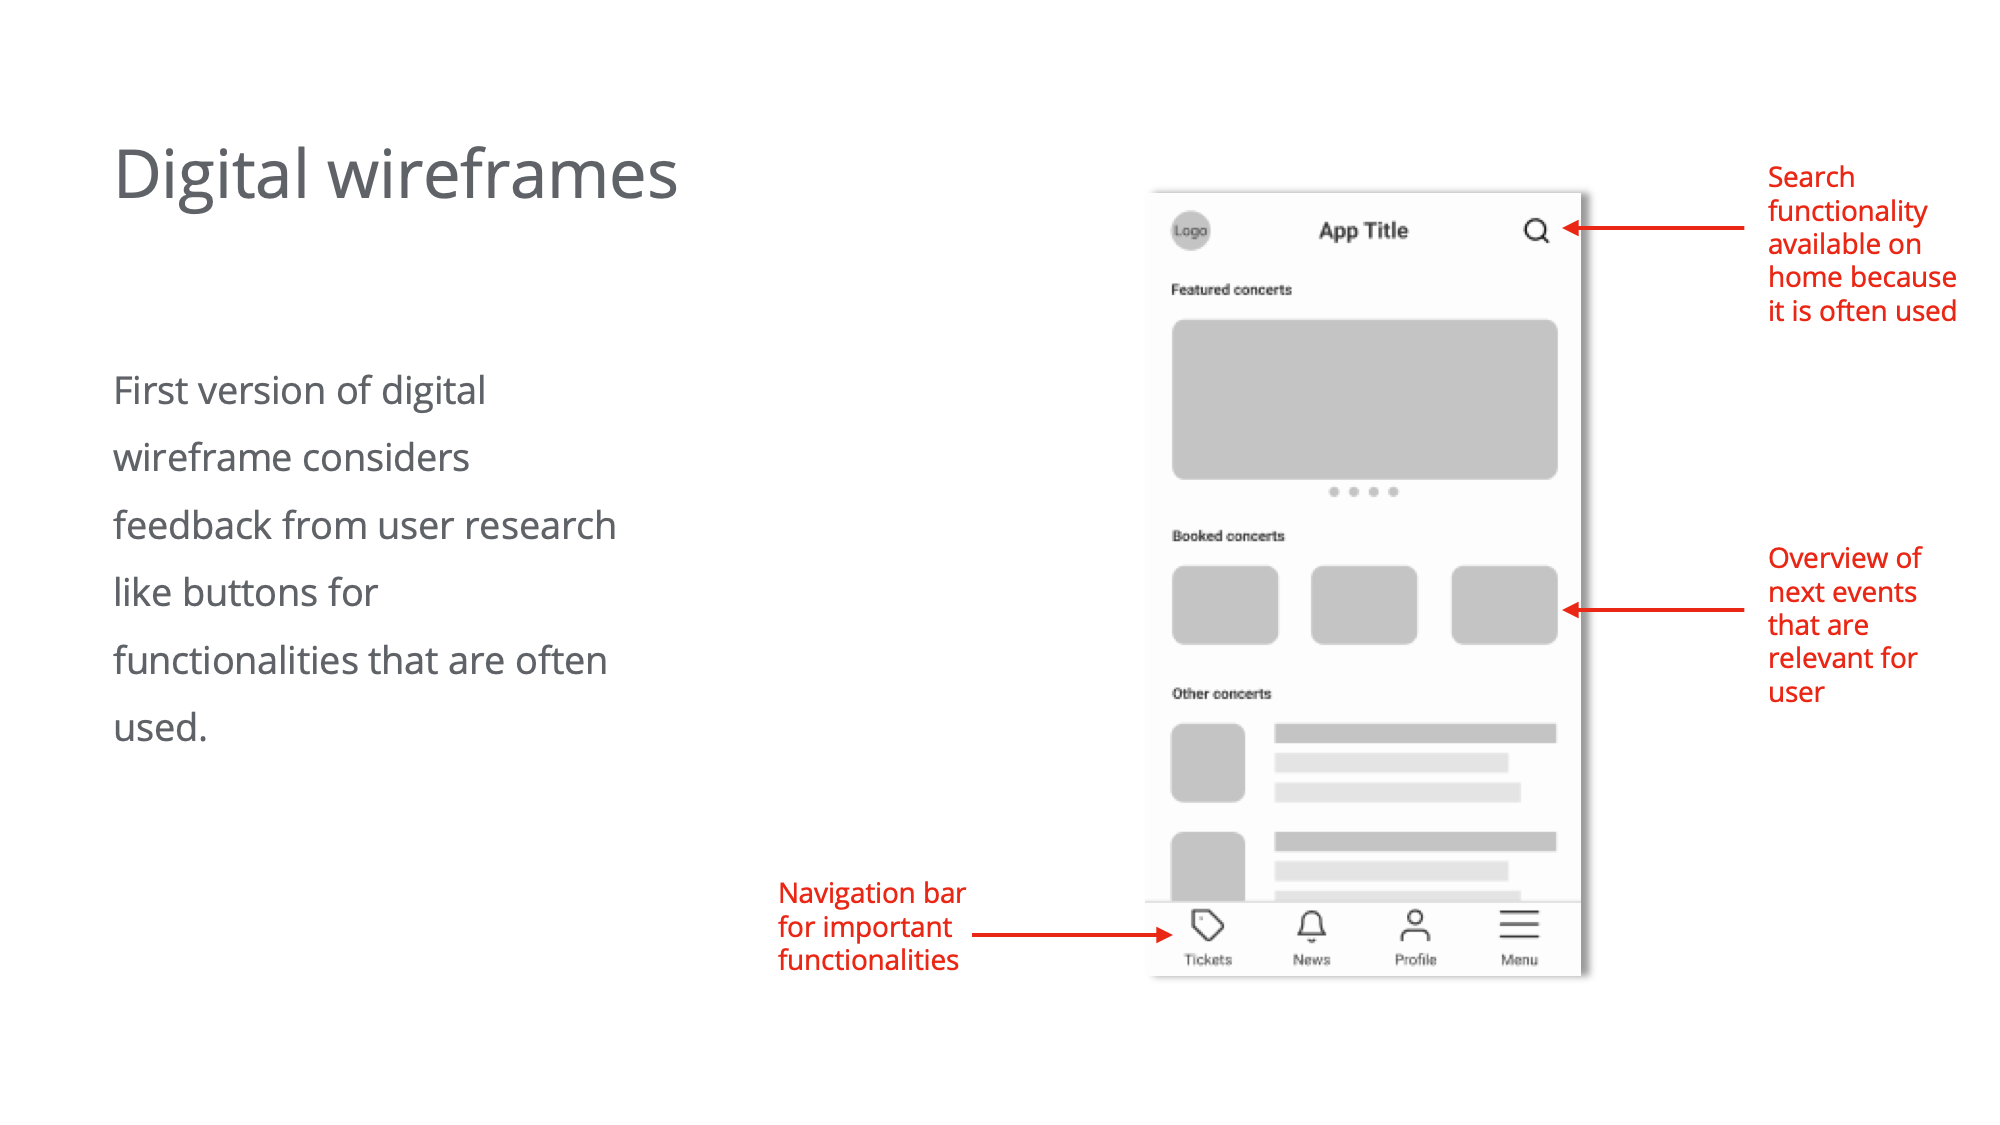 Digital wireframes
First version of digital
wireframe considers
feedback from user research
like buttons for
functionalities that are often
used.
Logo
App Title
Featured concerts
Booked concerts
Other concerts
Tickets
News
Profile
Menu
Search
functionality
available on
home because
it is often used
Overview of
next events
that are
relevant for
user
Navigation bar
for important
functionalities